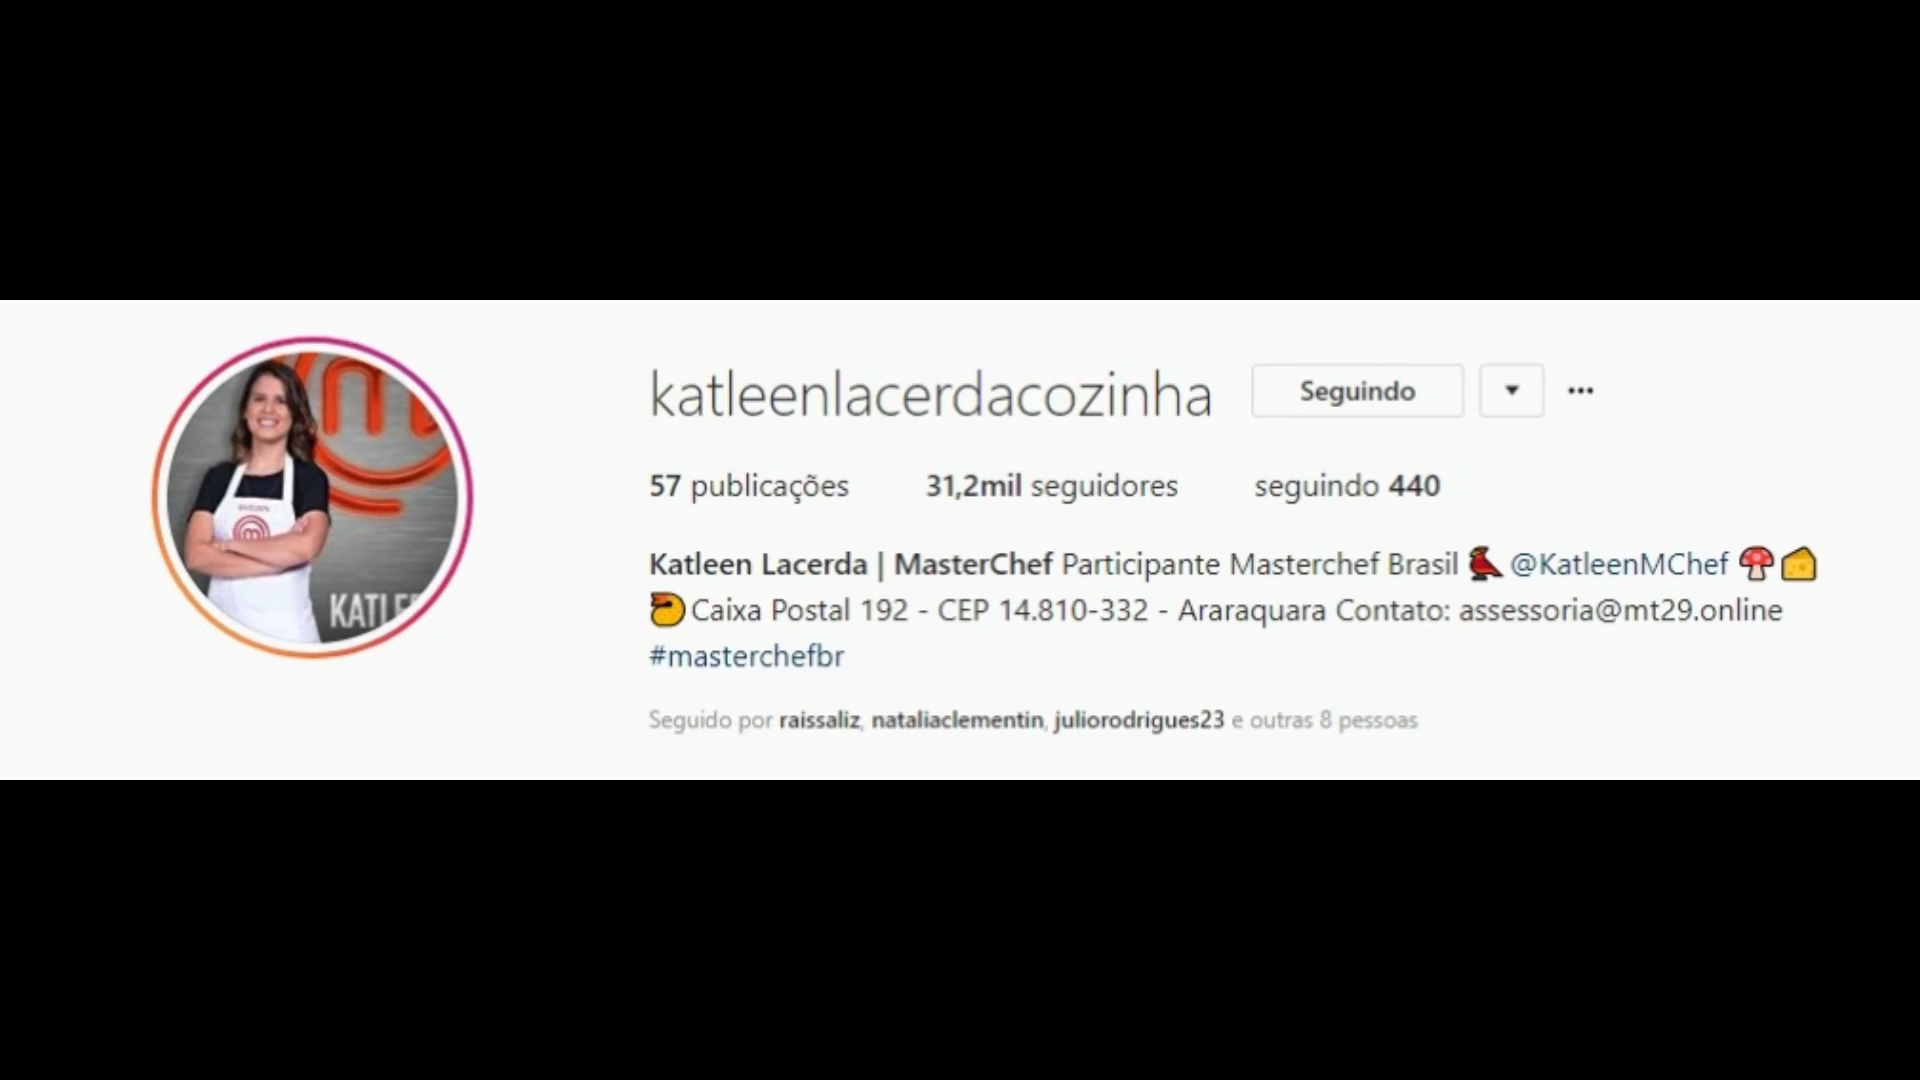 katleenlacerdacozinha Seguindo
57 publicações 31,2mil seguidores seguindo 440
Katleen Lacerda | MasterChef Participante Masterchef Brasil @KatleenMChef
Caixa Postal 192 - CEP 14.810-332 - Araraquara Contato: assessoria@mt29.online
#masterchefbr
Seguido por raissaliz, nataliaclementin, juliorodrigues23 e outras 8 pessoas